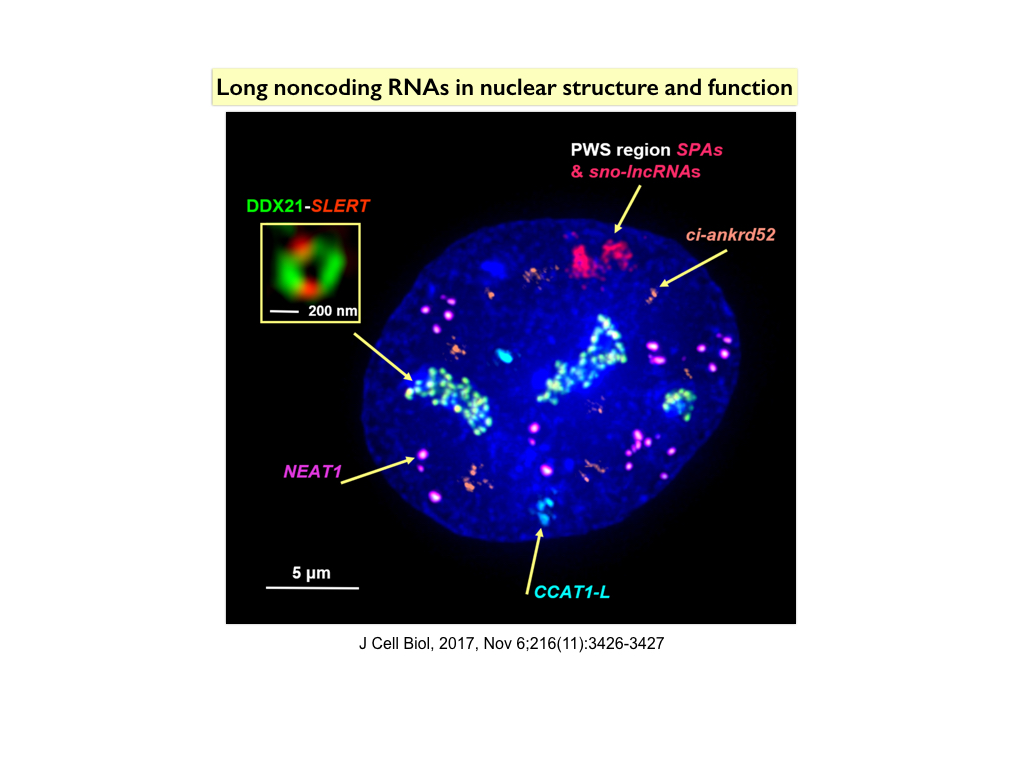 Long noncoding RNAs in nuclear structure and function
PWS region SPAs
& sno-lncRNAs
DDX21-SLERT
ci-ankrd52
200 nm
NEAT1
5 µm
CCAT1-L
J Cell Biol, 2017, Nov 6;216(11):3426-3427